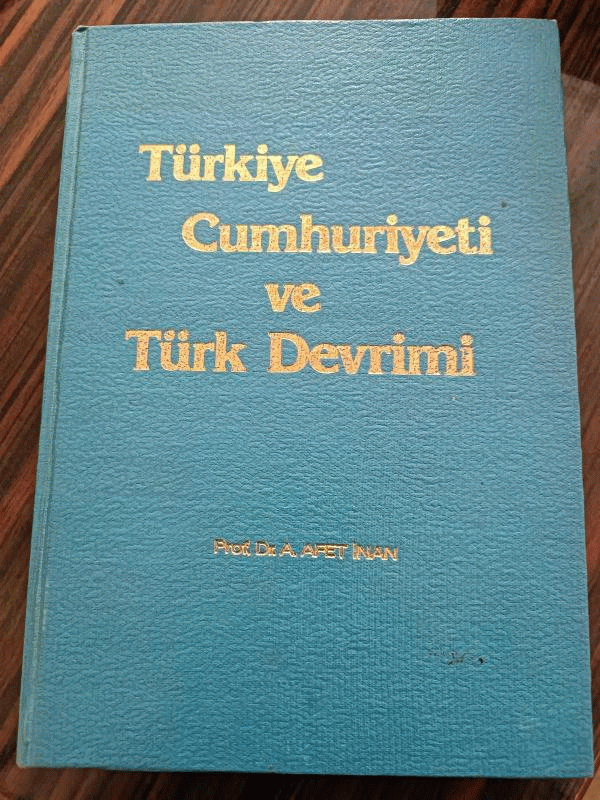 Türkiye
Cumhuriyeti
ve
Türk Devrimi
Prof. Dr. A. AFET İNAN